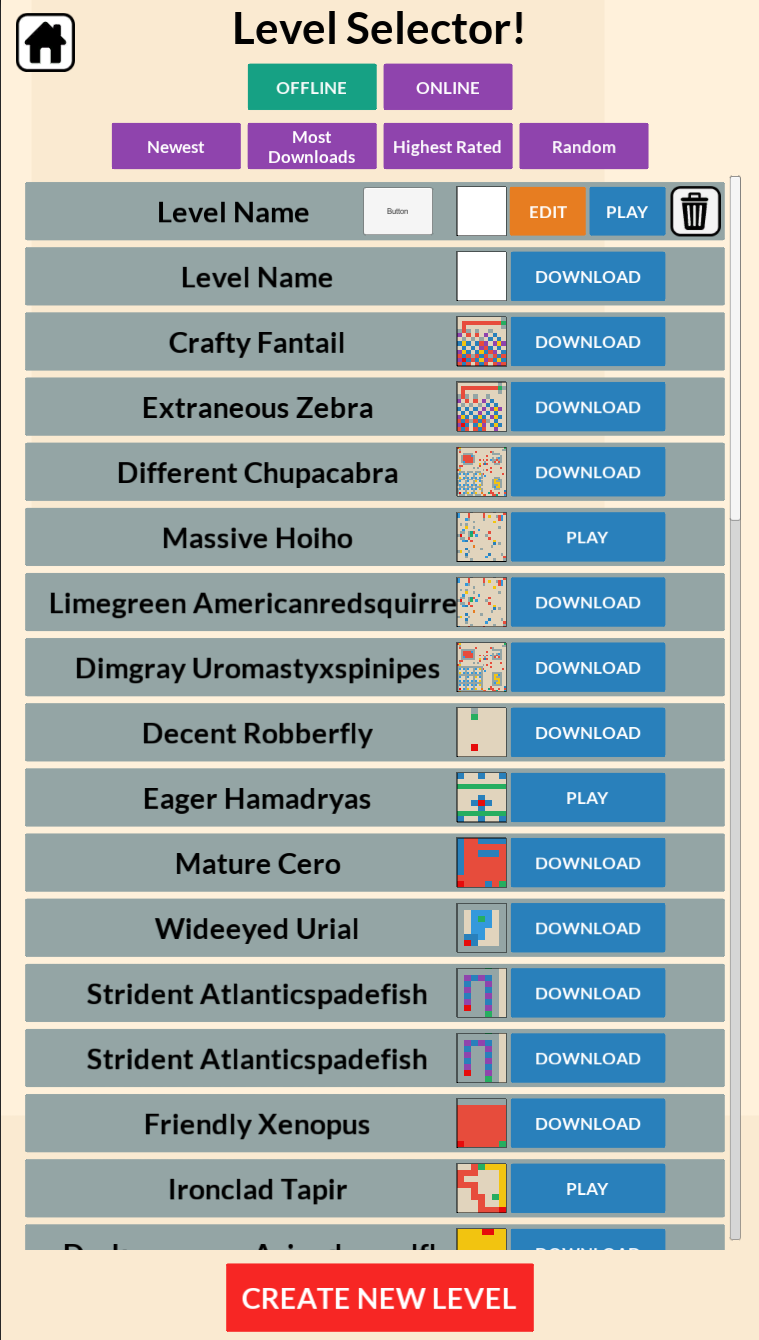 Level Selector!
OFFLINE ONLINE
Newest Most Downloads Highest Rated Random
Level Name Button EDIT PLAY
Level Name DOWNLOAD
Crafty Fantail DOWNLOAD
Extraneous Zebra DOWNLOAD
Different Chupacabra DOWNLOAD
Massive Hoiho PLAY
Limegreen Americanredsquirre DOWNLOAD
Dimgray Uromastyxspinipes DOWNLOAD
Decent Robberfly DOWNLOAD
Eager Hamadryas PLAY
Mature Cero DOWNLOAD
Wideeyed Urial DOWNLOAD
Strident Atlanticspadefish DOWNLOAD
Strident Atlanticspadefish DOWNLOAD
Friendly Xenopus DOWNLOAD
Ironclad Tapir PLAY
DOWNLOAD
CREATE NEW LEVEL